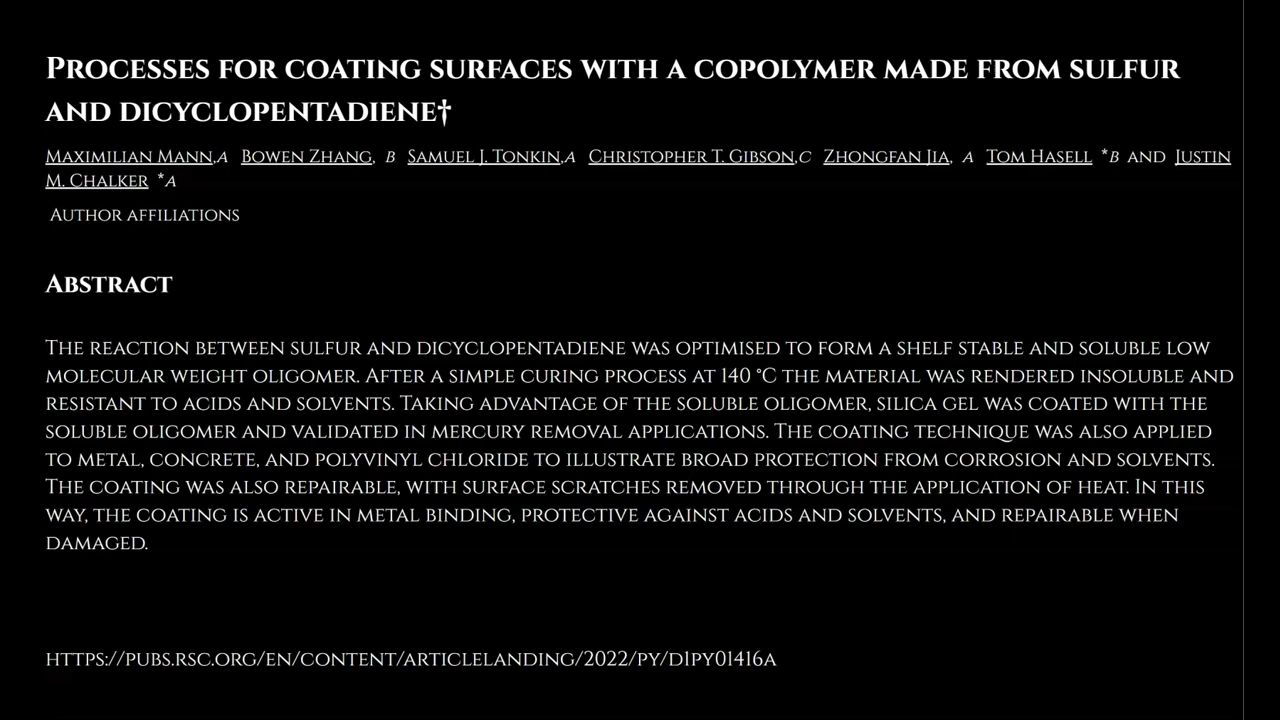 Processes for coating surfaces with a copolymer made from sulfur
and dicyclopentadiene†
Maximilian Mann,a Bowen Zhang, b Samuel J. Tonkin,a Christopher T. Gibson,c Zhongfan Jia, a Tom Hasell *b and Justin
M. Chalker *a
Author affiliations
Abstract
The reaction between sulfur and dicyclopentadiene was optimised to form a shelf stable and soluble low
molecular weight oligomer. After a simple curing process at 140 °C the material was rendered insoluble and
resistant to acids and solvents. Taking advantage of the soluble oligomer, silica gel was coated with the
soluble oligomer and validated in mercury removal applications. The coating technique was also applied
to metal, concrete, and polyvinyl chloride to illustrate broad protection from corrosion and solvents.
The coating was also repairable, with surface scratches removed through the application of heat. In this
way, the coating is active in metal binding, protective against acids and solvents, and repairable when
damaged.
https://pubs.rsc.org/en/content/articlelanding/2022/py/d1py01416a